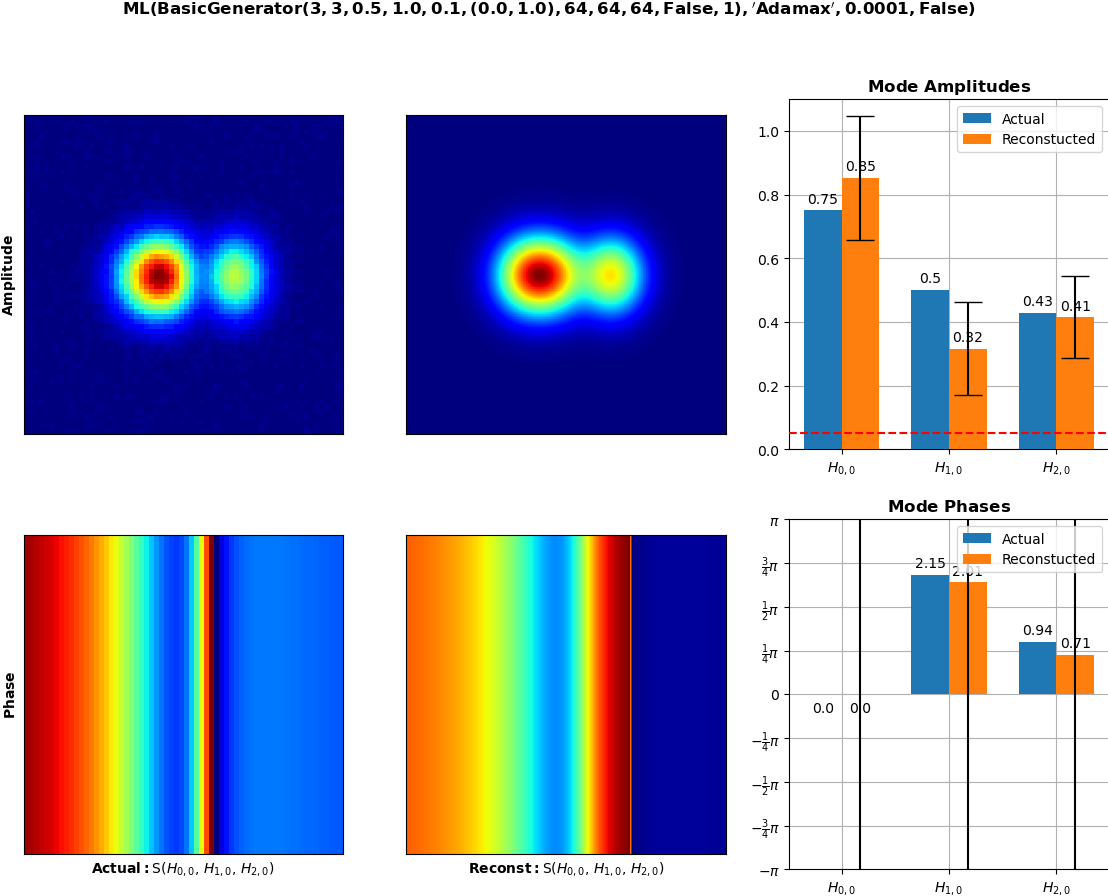 ML(BasicGenerator(3, 3, 0.5, 1.0, 0.1, (0.0, 1.0), 64, 64, 64, False, 1), ′Adamax′, 0.0001, False)
Amplitude
Mode Amplitudes
Actual
Reconstucted
1.0
0.8
0.6
0.4
0.2
0.0
0.75
0.85
0.5
0.32
0.43
0.41
H0,0
H1,0
H2,0
Phase
Actual: S(H0,0, H1,0, H2,0)
Reconst: S(H0,0, H1,0, H2,0)
Mode Phases
Actual
Reconstucted
π
3/4π
1/2π
1/4π
0
−1/4π
−1/2π
−3/4π
−π
0.0
0.0
2.15
2.01
0.94
0.71
H0,0
H1,0
H2,0